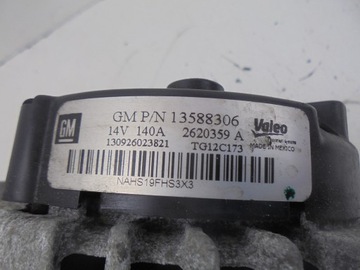 GM
GM P/N 13588306
14V 140A 2620359 A
130926023821 TG12C173
Valeo
MADE IN MEXICO
NAHS19FHS3X3